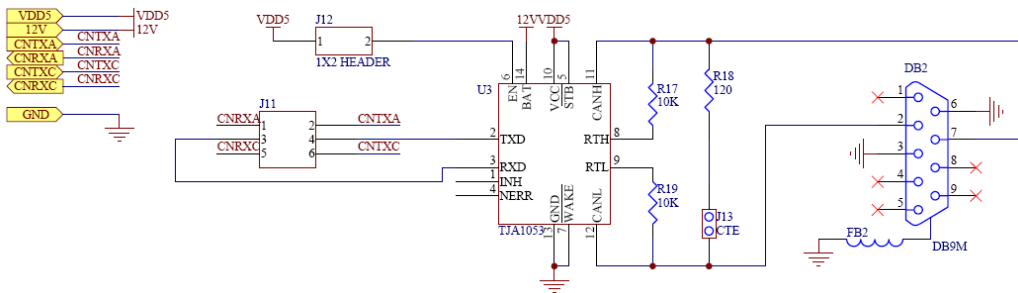 VDD5 VDD5
12V 12V
CNTXA CNTXA
CNRXA CNRXA
CNTXC CNTXC
CNRXC CNRXC
GND
VDD5 J12
1 2
1X2 HEADER
12V VDD5
J11
CNRXA 1 2 CNTXA
3 4
CNRXC 5 6 CNTXC
U3
6 14 10 5 11
EN BAT VCC STB CANH
2 TXD RTH 8
3 RXD RTL 9
1 INH
4 NERR
GND WAKE CANL
13 7 12
TJA1053
R17
10K
R18
120
R19
10K
J13
CTE
DB2
1
6
2
7
3
8
4
9
5
FB2
DB9M